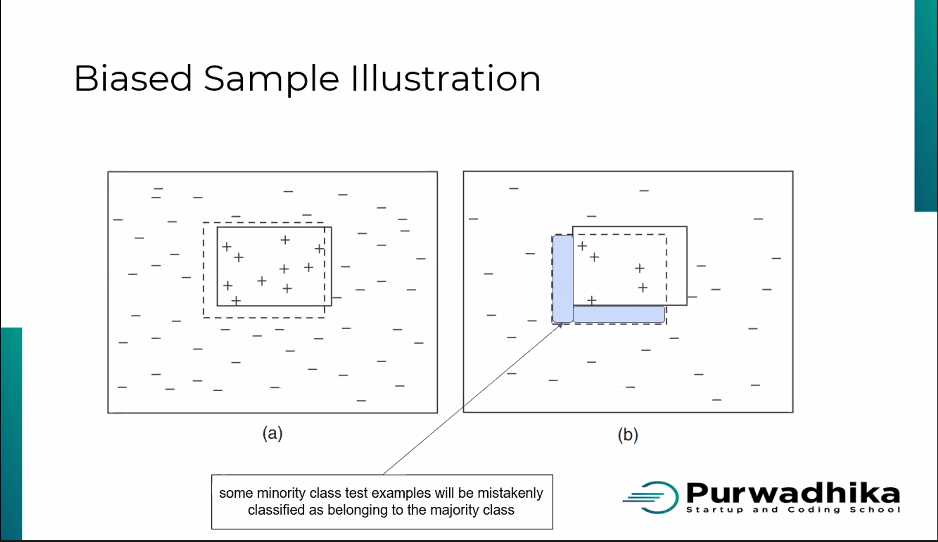 Biased Sample Illustration
(a)
(b)
some minority class test examples will be mistakenly
classified as belonging to the majority class
Purwadhika
Startup and Coding School